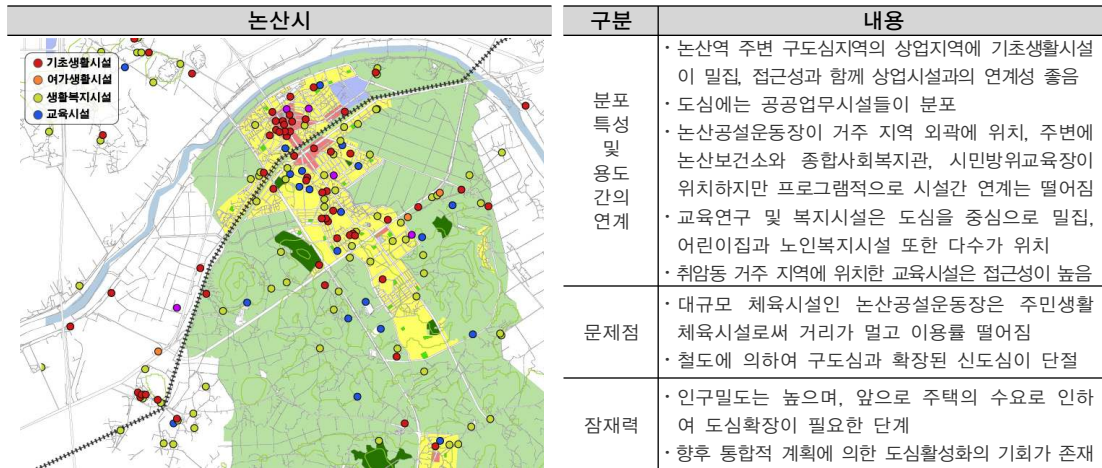 논산시
기초생활시설
여가생활시설
생활복지시설
교육시설
구분
내용
분포
특성
및
용도
간의
연계
· 논산역 주변 구도심지역의 상업지역에 기초생활시설
이 밀집, 접근성과 함께 상업시설과의 연계성 좋음
· 도심에는 공공업무시설들이 분포
· 논산공설운동장이 거주 지역 외곽에 위치, 주변에
논산보건소와 종합사회복지관, 시민방위교육장이
위치하지만 프로그램적으로 시설간 연계는 떨어짐
· 교육연구 및 복지시설은 도심을 중심으로 밀집,
어린이집과 노인복지시설 또한 다수가 위치
· 취암동 거주 지역에 위치한 교육시설은 접근성이 높음
문제점
· 대규모 체육시설인 논산공설운동장은 주민생활
체육시설로써 거리가 멀고 이용률 떨어짐
· 철도에 의하여 구도심과 확장된 신도심이 단절
잠재력
· 인구밀도는 높으며, 앞으로 주택의 수요로 인하
여 도심확장이 필요한 단계
· 향후 통합적 계획에 의한 도심활성화의 기회가 존재